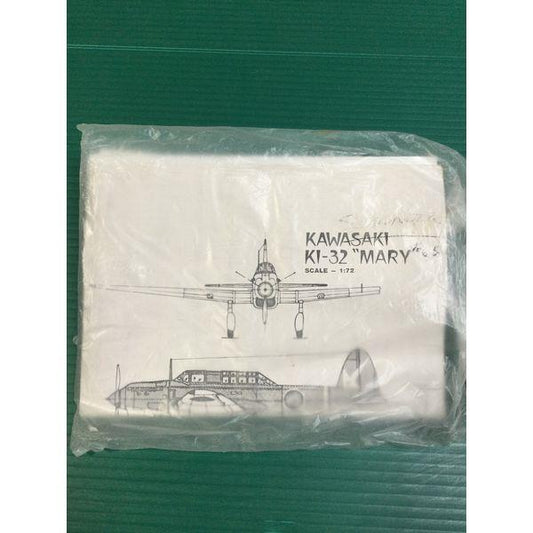 KAWASAKI
KI-32 "MARY"
SCALE - 1:72